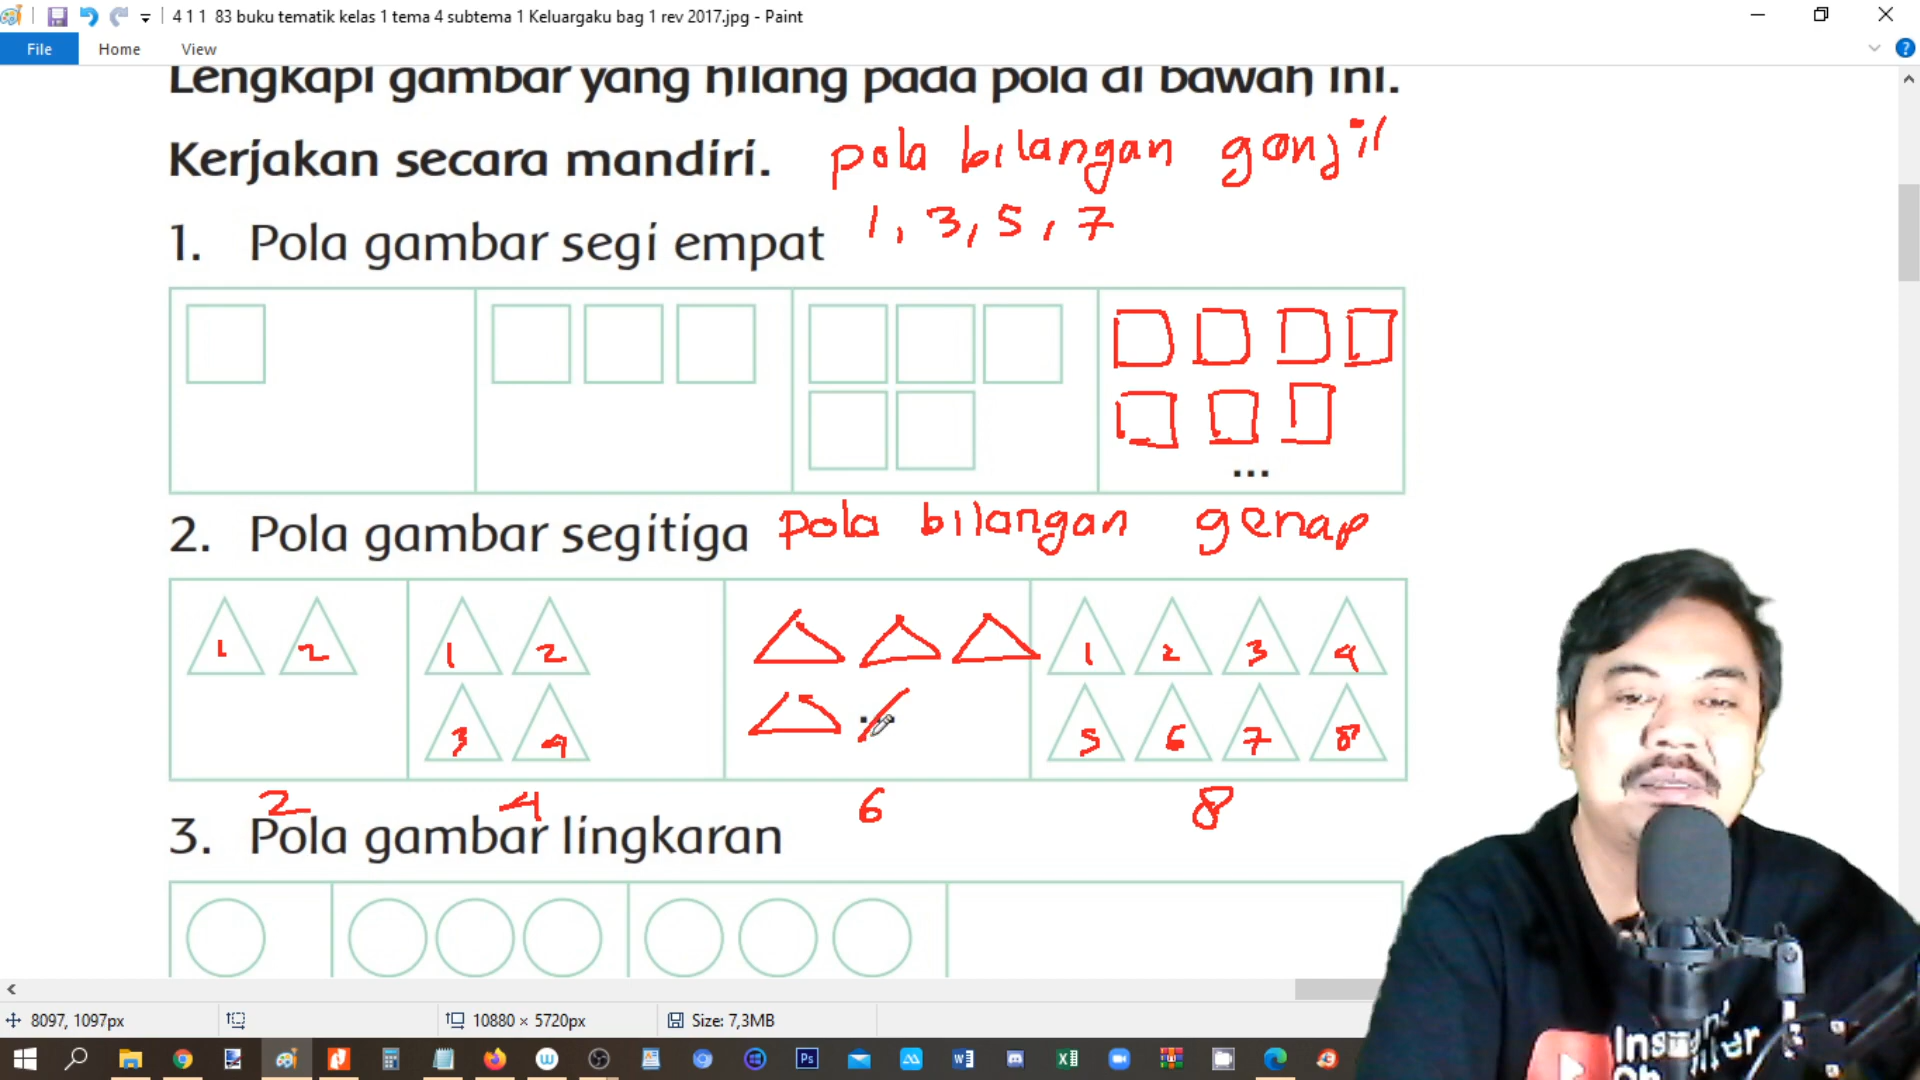 4 1 1 83 buku tematik kelas 1 tema 4 subtema 1 Keluargaku bag 1 rev 2017.jpg - Paint
File Home View
Lengkapi gambar yang hilang pada pola di bawah ini.
Kerjakan secara mandiri. pola bilangan ganjil
1, 3, 5, 7
1. Pola gambar segi empat
...
2. Pola gambar segitiga pola bilangan genap
1 2 1 2 1 2 3 4
3 4 ... 5 6 7 8
2 4 6 8
3. Pola gambar lingkaran
8097, 1097px 10880 × 5720px Size: 7,3MB